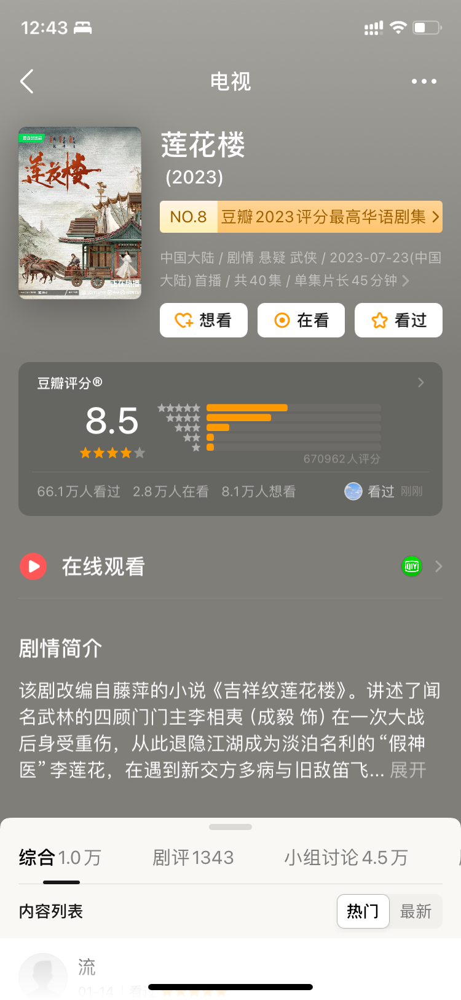 12:43
电视
爱奇艺出品
莲花楼
正在热播
莲花楼
(2023)
NO.8 豆瓣2023评分最高华语剧集
中国大陆 / 剧情 悬疑 武侠 / 2023-07-23(中国
大陆) 首播 / 共40集 / 单集片长45分钟
想看 在看 看过
豆瓣评分®
8.5
670962人评分
66.1万人看过 2.8万人在看 8.1万人想看 看过 刚刚
在线观看
iQIYI
剧情简介
该剧改编自藤萍的小说《吉祥纹莲花楼》。讲述了闻
名武林的四顾门门主李相夷 (成毅 饰) 在一次大战
后身受重伤，从此退隐江湖成为淡泊名利的“假神
医” 李莲花，在遇到新交方多病与旧敌笛飞... 展开
综合 1.0万 剧评 1343 小组讨论 4.5万
内容列表 热门 最新
流
01-14 看过